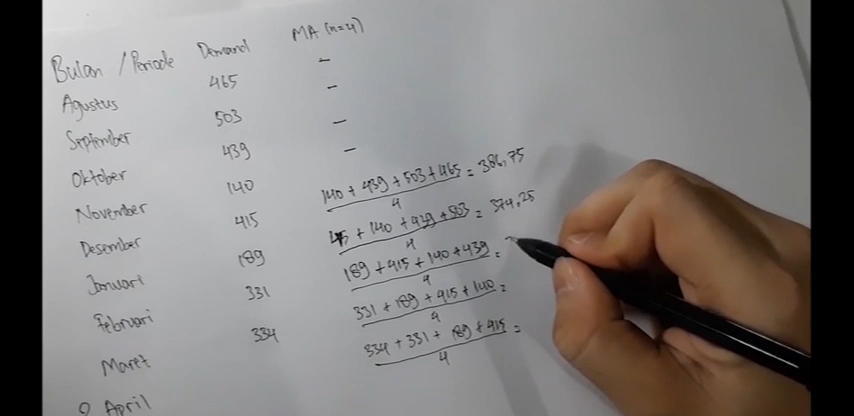 Bulan / Periode Demand MA (n=4)
Agustus 465 -
September 503 -
Oktober 439 -
November 140 -
Desember 415 140 + 439 + 503 + 465 / 4 = 386,75
Januari 189 415 + 140 + 439 + 503 / 4 = 374,25
Februari 331 189 + 415 + 140 + 439 / 4 =
Maret 334 331 + 189 + 415 + 140 / 4 =
April 334 + 331 + 189 + 415 / 4 =